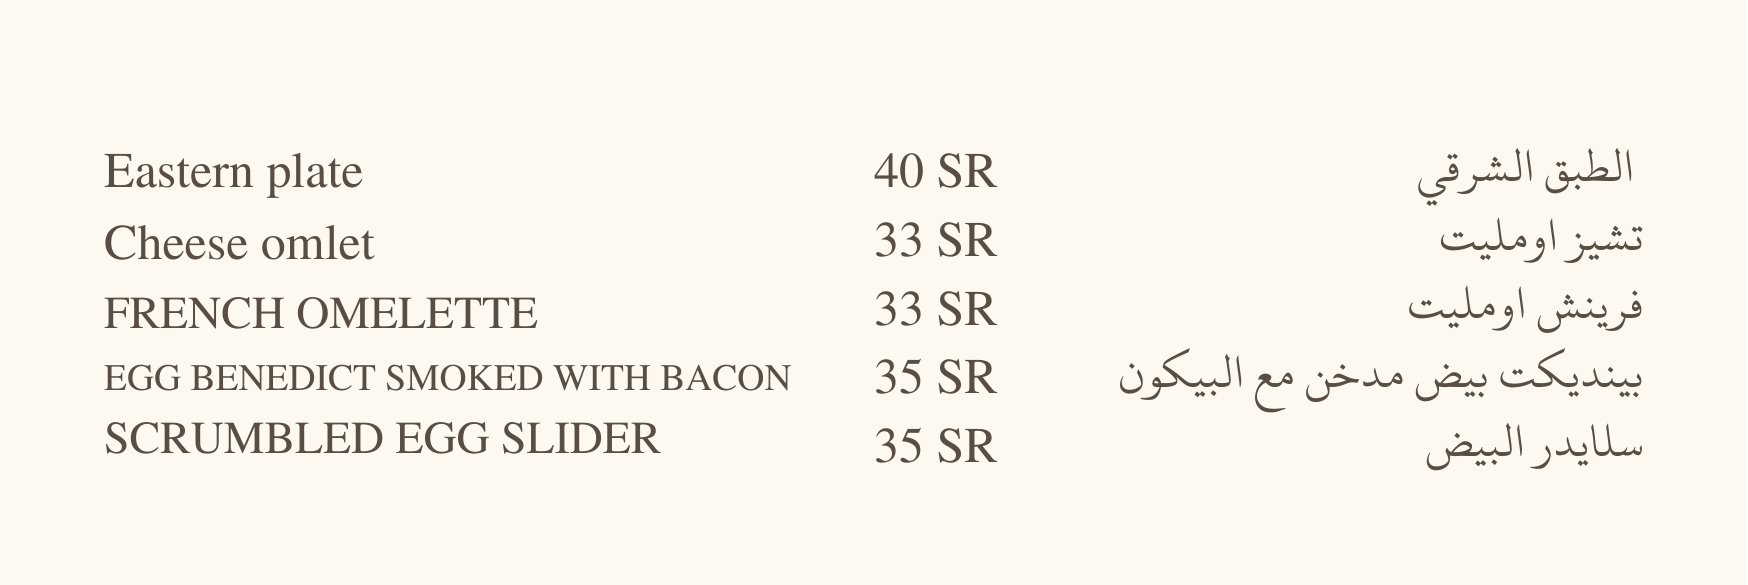 Eastern plate 40 SR الطبق الشرقي
Cheese omlet 33 SR تشيز اومليت
FRENCH OMELETTE 33 SR فرينش اومليت
EGG BENEDICT SMOKED WITH BACON 35 SR بينديكت بيض مدخن مع البيكون
SCRUMBLED EGG SLIDER 35 SR سلايدر البيض